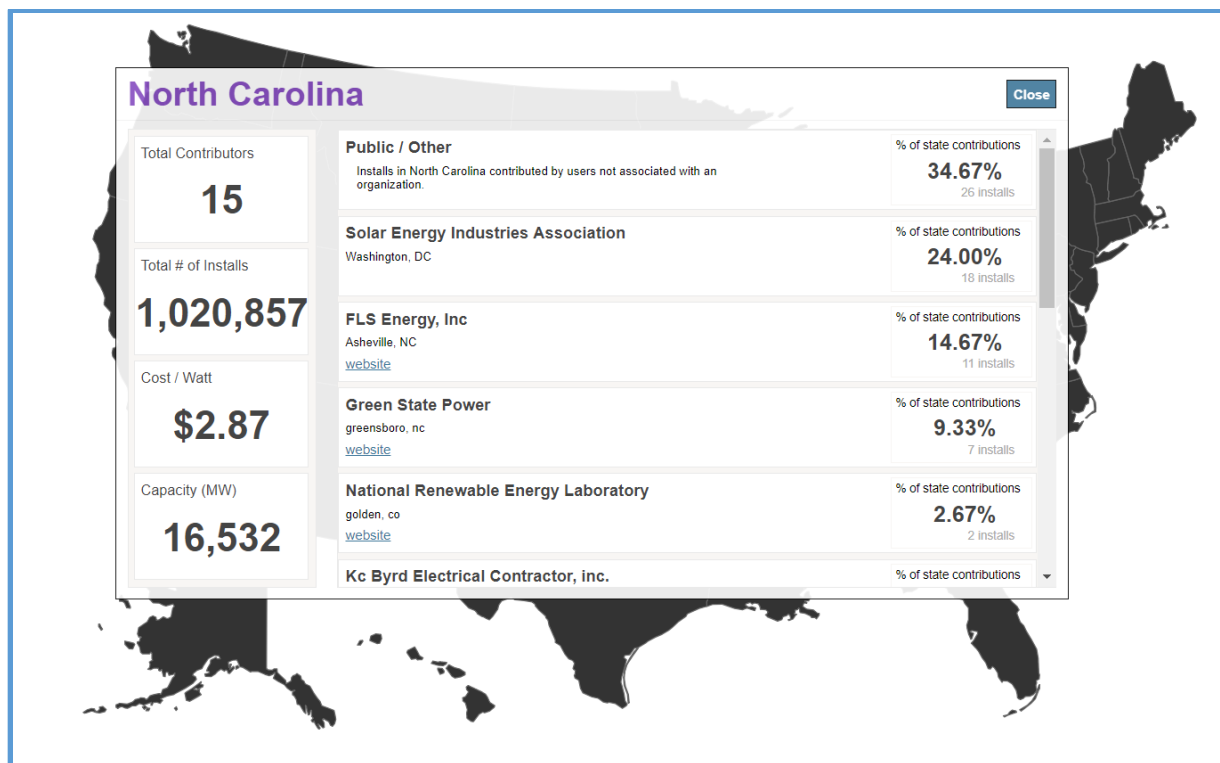 North Carolina
Close
Total Contributors
15
Total # of Installs
1,020,857
Cost / Watt
$2.87
Capacity (MW)
16,532
Public / Other
Installs in North Carolina contributed by users not associated with an
organization.
% of state contributions
34.67%
26 installs
Solar Energy Industries Association
Washington, DC
% of state contributions
24.00%
18 installs
FLS Energy, Inc
Asheville, NC
website
% of state contributions
14.67%
11 installs
Green State Power
greensboro, nc
website
% of state contributions
9.33%
7 installs
National Renewable Energy Laboratory
golden, co
website
% of state contributions
2.67%
2 installs
Kc Byrd Electrical Contractor, inc.
% of state contributions